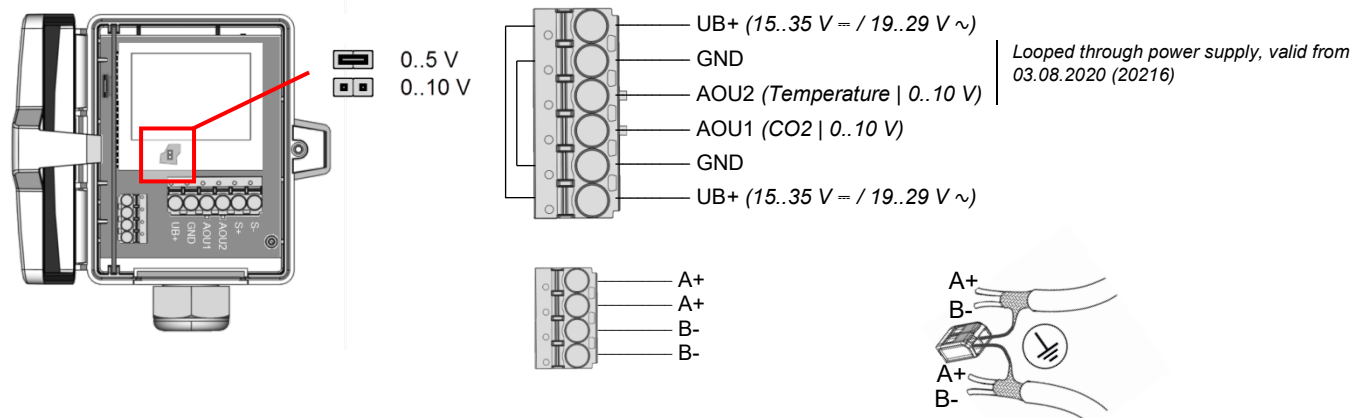 0..5 V
0..10 V
UB+ (15..35 V ⎓ / 19..29 V ∿)
GND
AOU2 (Temperature | 0..10 V)
AOU1 (CO2 | 0..10 V)
GND
UB+ (15..35 V ⎓ / 19..29 V ∿)
Looped through power supply, valid from
03.08.2020 (20216)
UB+
GND
AOU1
AOU2
S+
S-
A+
A+
B-
B-
A+
B-
A+
B-